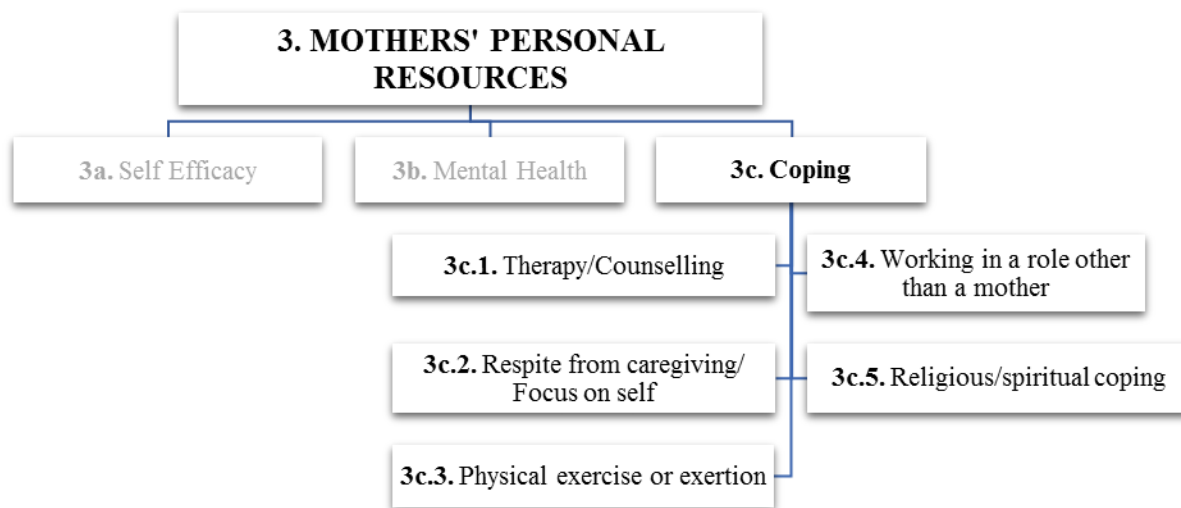 3. MOTHERS' PERSONAL
RESOURCES
3a. Self Efficacy
3b. Mental Health
3c. Coping
3c.1. Therapy/Counselling
3c.4. Working in a role other
than a mother
3c.2. Respite from caregiving/
Focus on self
3c.5. Religious/spiritual coping
3c.3. Physical exercise or exertion